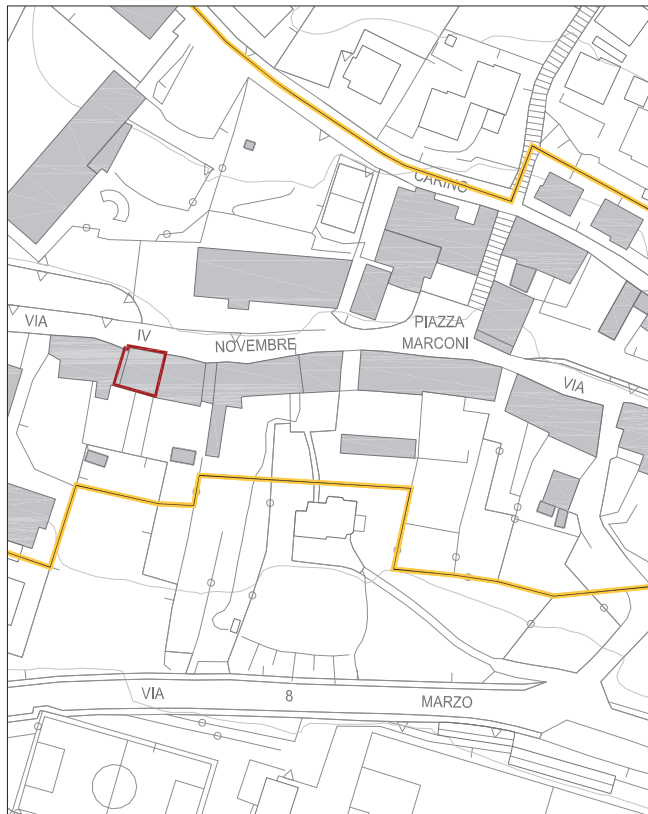 CARINO
VIA IV NOVEMBRE
PIAZZA
MARCONI
VIA
VIA 8 MARZO